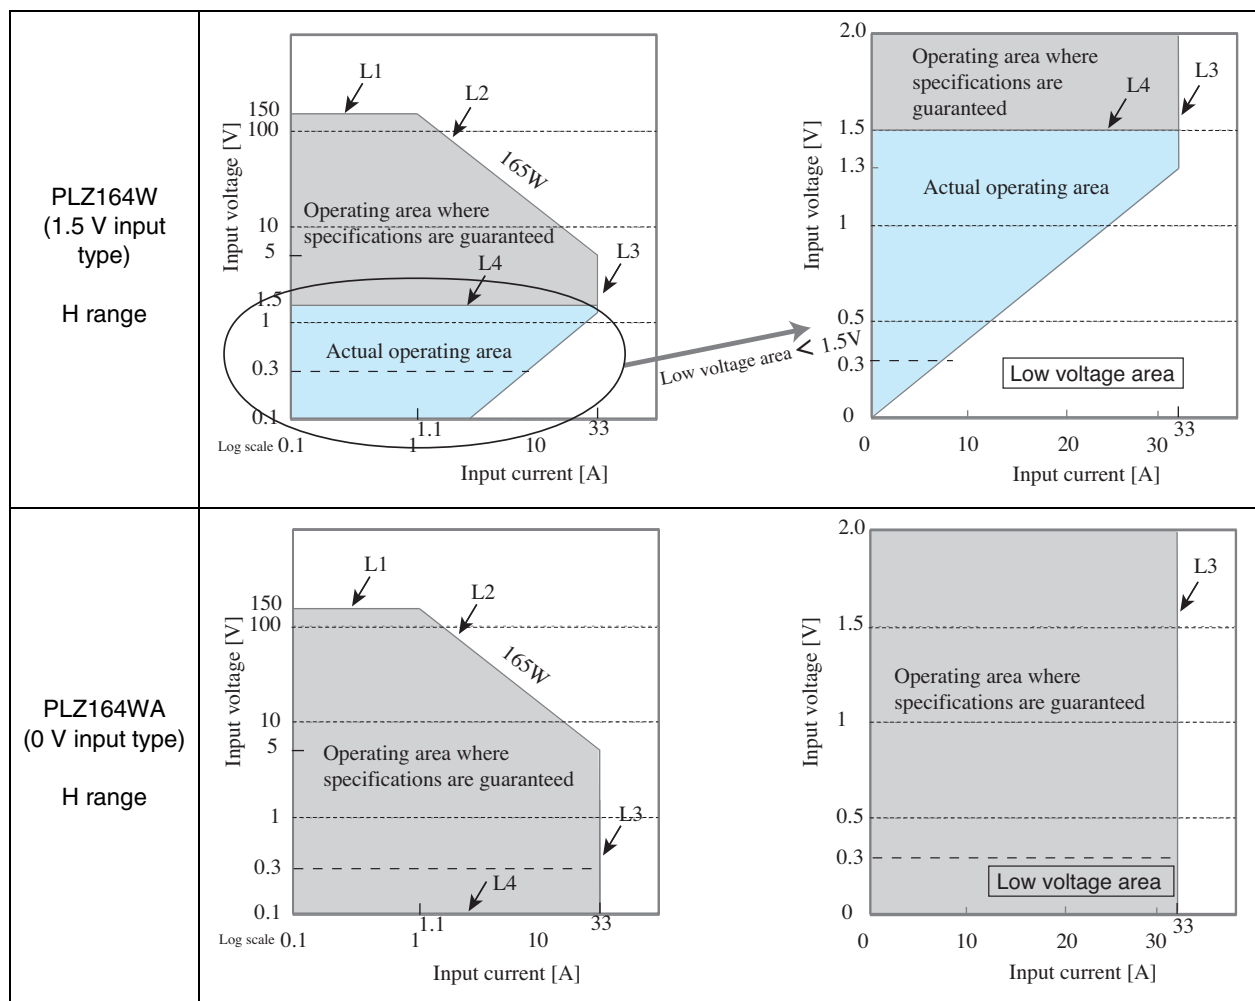 PLZ164W
(1.5 V input
type)
H range
Input voltage [V]
150
100
10
5
1.5
1
0.3
0.1
L1
L2
165W
Operating area where
specifications are guaranteed
L3
L4
Actual operating area
Log scale
0.1
1
1.1
10
33
Input current [A]
Low voltage area < 1.5V
Input voltage [V]
2.0
1.5
1.3
1
0.5
0.3
0
Operating area where
specifications are
guaranteed
L4
L3
Actual operating area
Low voltage area
0
10
20
30
33
Input current [A]
PLZ164WA
(0 V input type)
H range
Input voltage [V]
150
100
10
5
1
0.3
0.1
L1
L2
165W
Operating area where
specifications are guaranteed
L3
L4
Log scale
0.1
1
1.1
10
33
Input current [A]
Input voltage [V]
2.0
1.5
1
0.5
0.3
0
L3
Operating area where
specifications are guaranteed
Low voltage area
0
10
20
30
33
Input current [A]